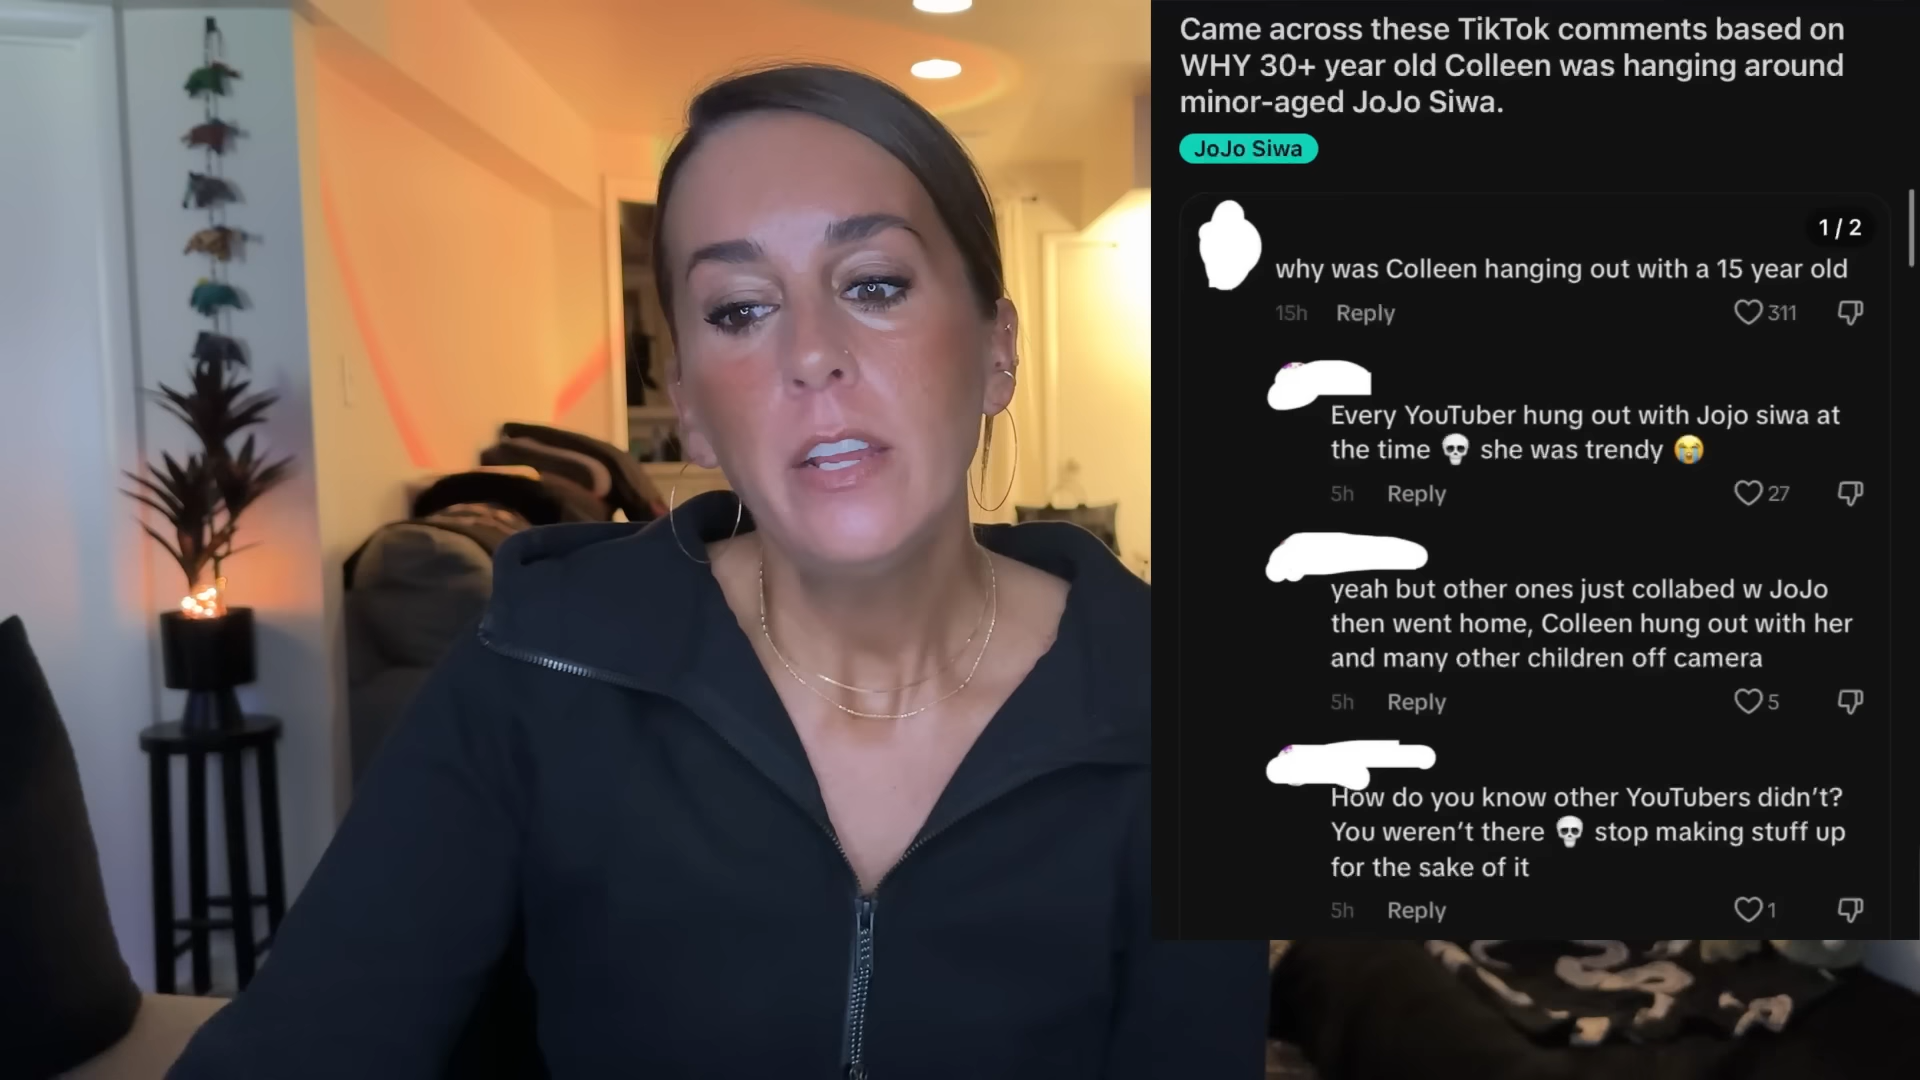 Came across these TikTok comments based on
WHY 30+ year old Colleen was hanging around
minor-aged JoJo Siwa.
JoJo Siwa
1 / 2
why was Colleen hanging out with a 15 year old
15h Reply 311
Every YouTuber hung out with Jojo siwa at
the time 💀 she was trendy 😭
5h Reply 27
yeah but other ones just collabed w JoJo
then went home, Colleen hung out with her
and many other children off camera
5h Reply 5
How do you know other YouTubers didn't?
You weren't there 💀 stop making stuff up
for the sake of it
5h Reply 1